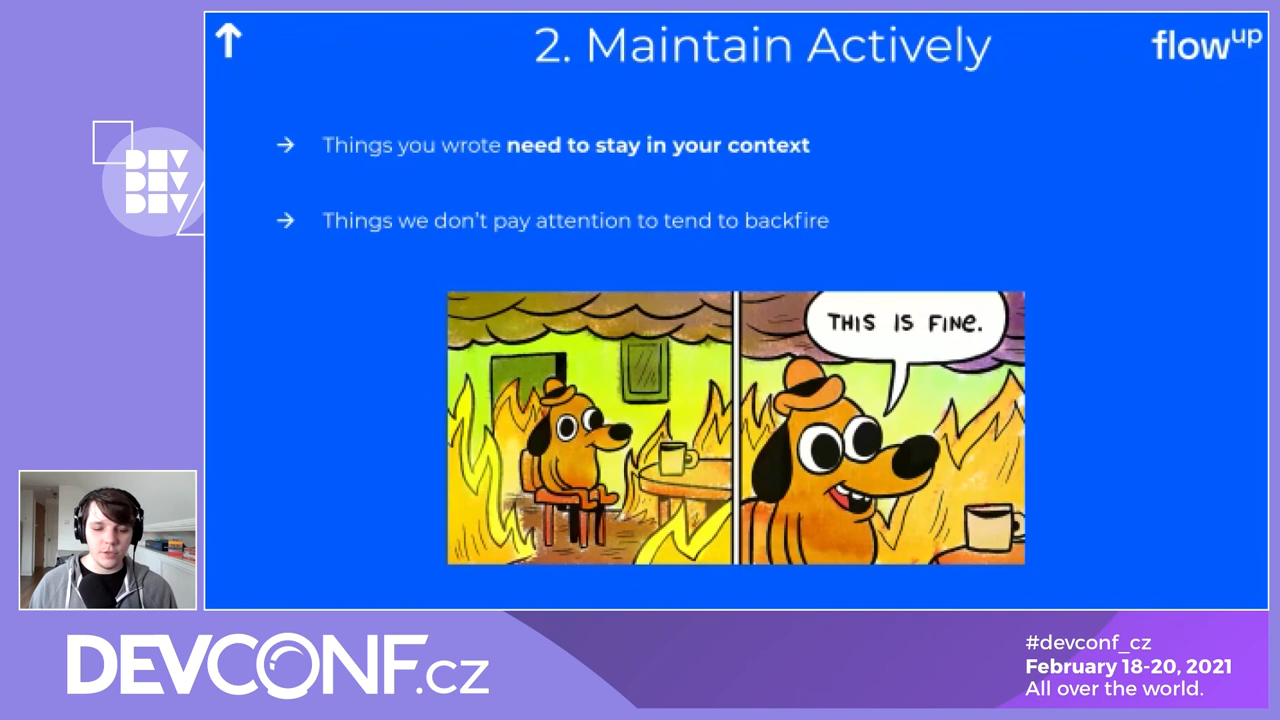 2. Maintain Actively
flowup
→ Things you wrote need to stay in your context
→ Things we don't pay attention to tend to backfire
THIS IS FINE.
DEV
DEV
DEV
DEVCONF.cz
#devconf_cz
February 18-20, 2021
All over the world.